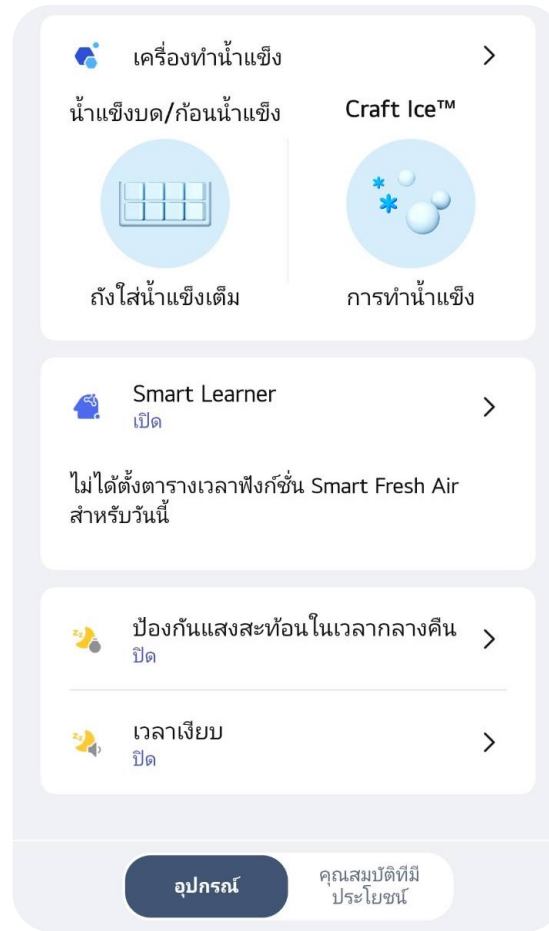 เครื่องทำน้ำแข็ง
น้ำแข็งบด/ก้อนน้ำแข็ง
Craft Ice™
ถังใส่น้ำแข็งเต็ม
การทำน้ำแข็ง
Smart Learner
เปิด
ไม่ได้ตั้งตารางเวลาฟังก์ชั่น Smart Fresh Air
สำหรับวันนี้
ป้องกันแสงสะท้อนในเวลากลางคืน
ปิด
เวลาเงียบ
ปิด
อุปกรณ์
คุณสมบัติที่มี
ประโยชน์